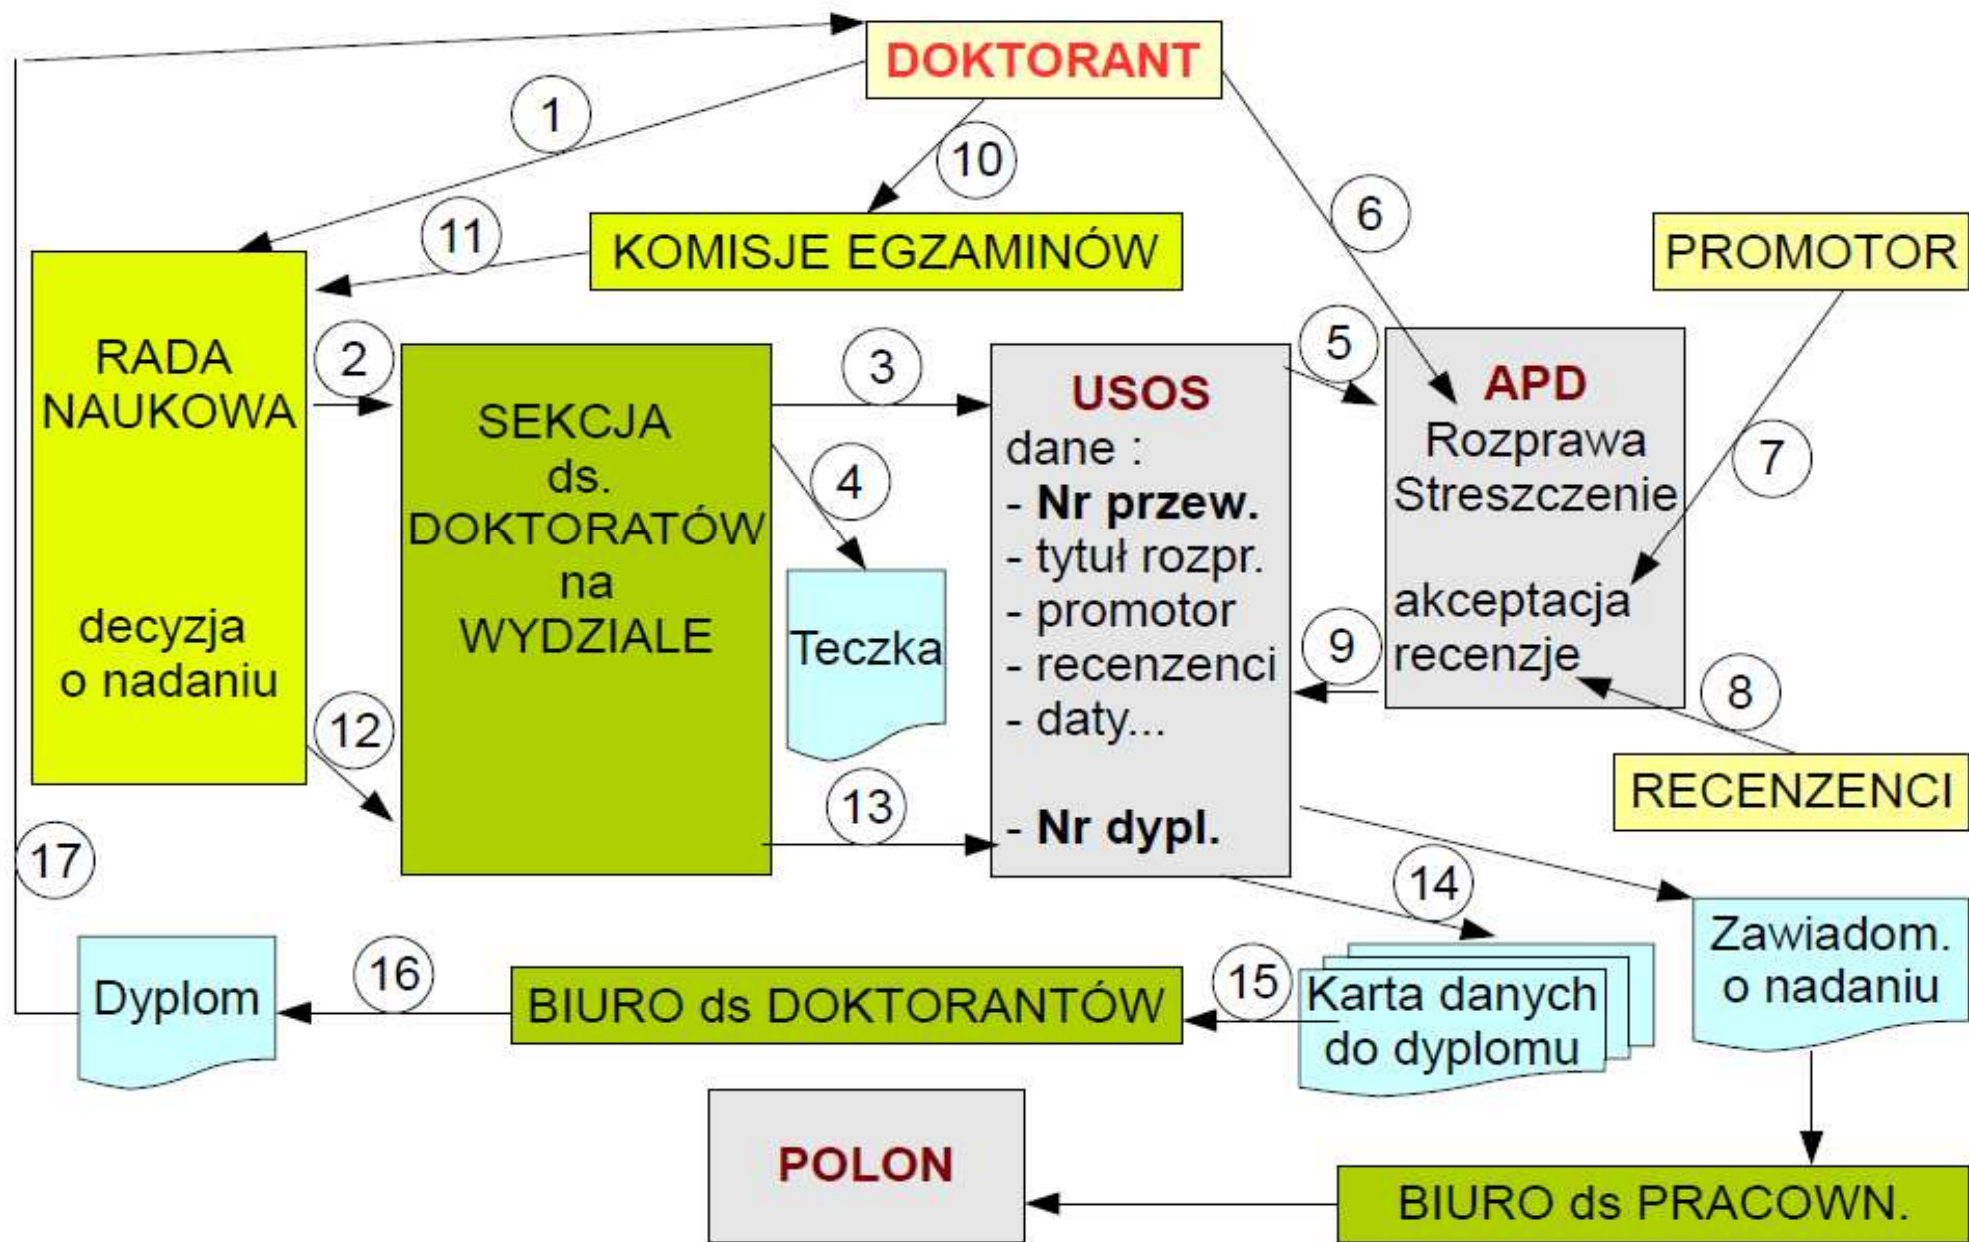 DOKTORANT
1
10
6
11
KOMISJE EGZAMINÓW
PROMOTOR
RADA
NAUKOWA
decyzja
o nadaniu
2
12
SEKCJA
ds.
DOKTORATÓW
na
WYDZIALE
3
4
Teczka
13
USOS
dane :
- Nr przew.
- tytuł rozpr.
- promotor
- recenzenci
- daty...
- Nr dypl.
5
9
APD
Rozprawa
Streszczenie
akceptacja
recenzje
7
8
RECENZENCI
17
14
Dyplom
16
BIURO ds DOKTORANTÓW
15
Karta danych
do dyplomu
Zawiadom.
o nadaniu
POLON
BIURO ds PRACOWN.